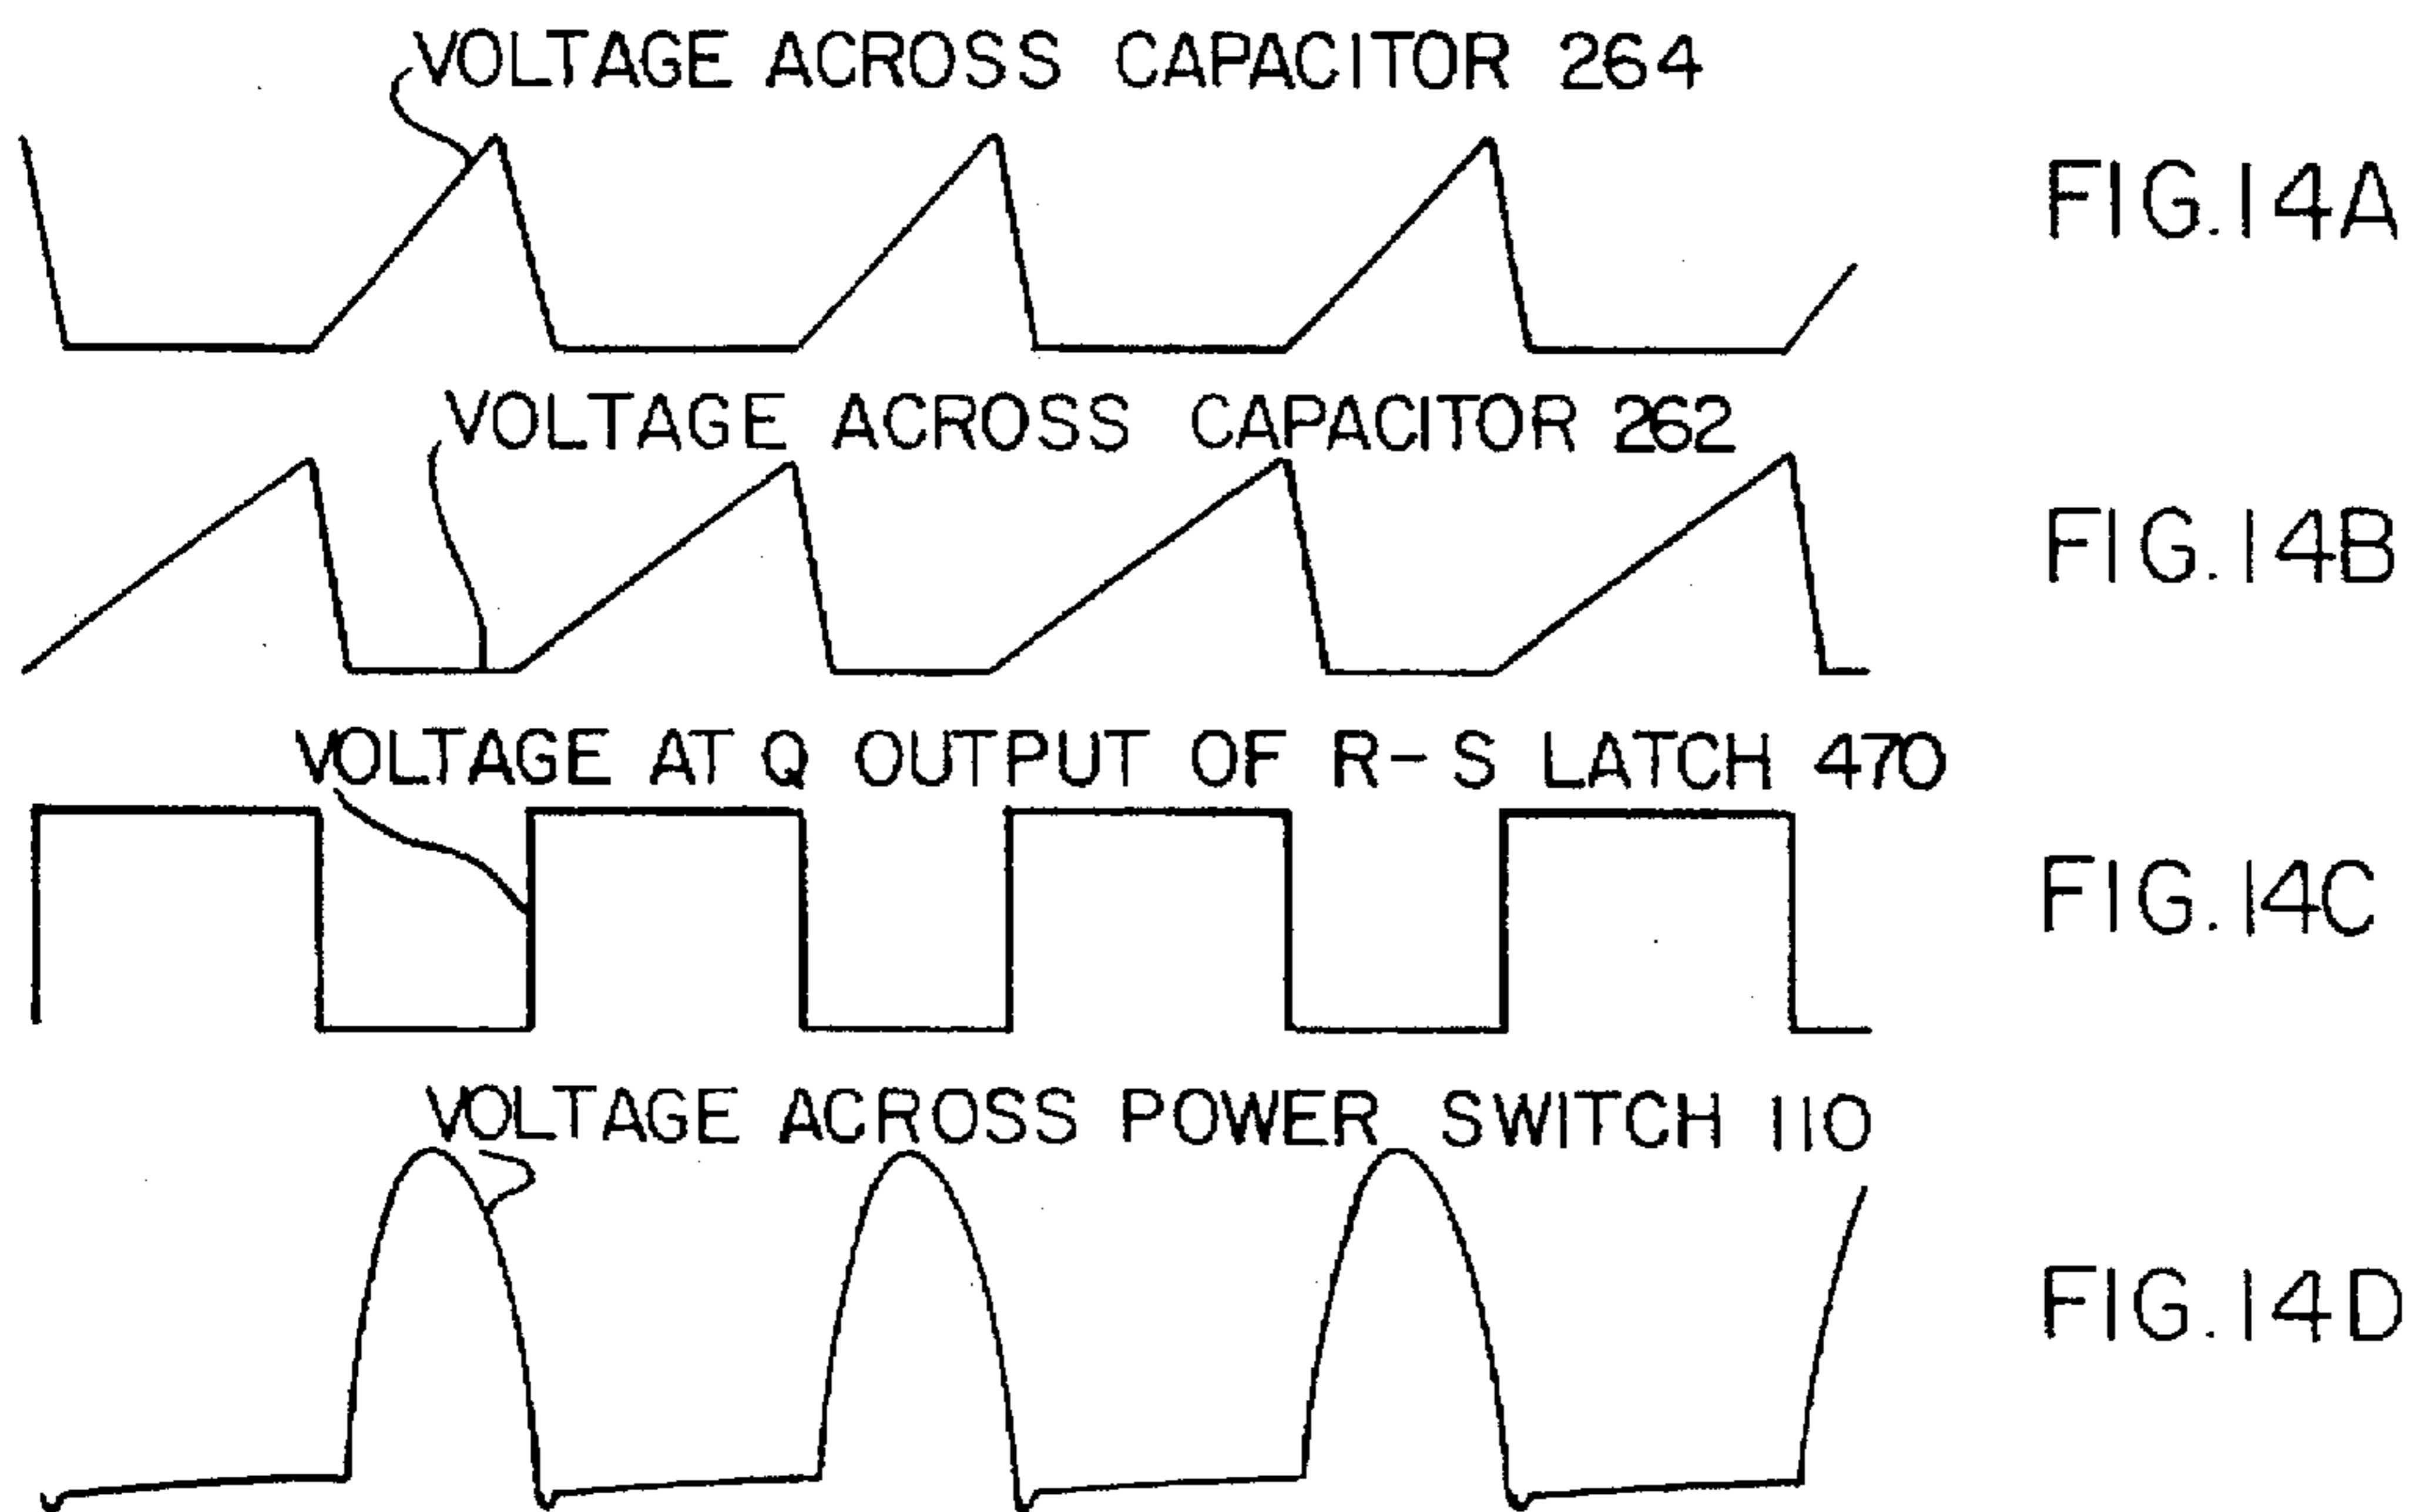 VOLTAGE ACROSS CAPACITOR 264
FIG. 14A
VOLTAGE ACROSS CAPACITOR 262
FIG. 14B
VOLTAGE AT Q OUTPUT OF R-S LATCH 470
FIG. 14C
VOLTAGE ACROSS POWER SWITCH 110
FIG. 14D